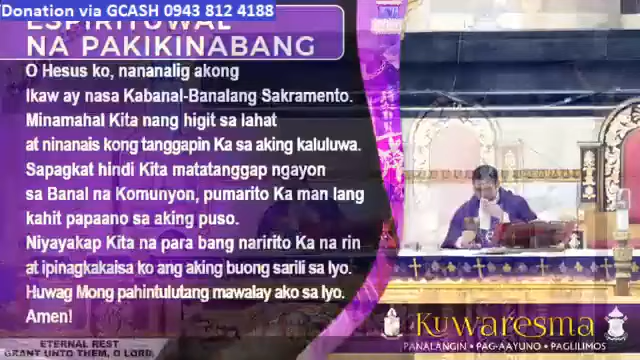 Donation via GCASH 0943 812 4188
ESPIRITUWAL
NA PAKIKINABANG
O Hesus ko, nananalig akong
Ikaw ay nasa Kabanal-Banalang Sakramento.
Minamahal Kita nang higit sa lahat
at ninanais kong tanggapin Ka sa aking kaluluwa.
Sapagkat hindi Kita matatanggap ngayon
sa Banal na Komunyon, pumarito Ka man lang
kahit papaano sa aking puso.
Niyayakap Kita na para bang naririto Ka na rin
at ipinagkakaisa ko ang aking buong sarili sa Iyo.
Huwag Mong pahintulutang mawalay ako sa Iyo.
Amen!
Kuwaresma
PANALANGIN • PAG-AAYUNO • PAGLILIMOS
ETERNAL REST
GRANT UNTO THEM, O LORD,